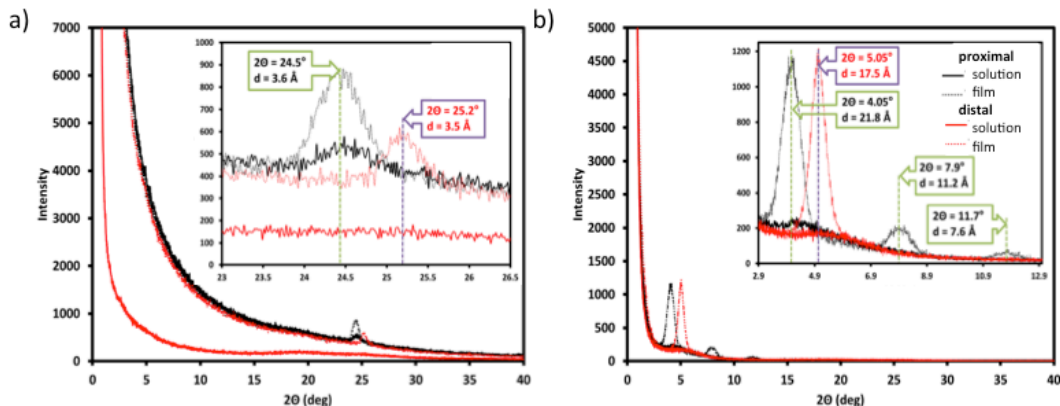 a)
7000
6000
5000
4000
3000
2000
1000
0
Intensity
0 5 10 15 20 25 30 35 40
2Θ (deg)
1000
900
800
700
600
500
400
300
200
100
0
23 23.5 24 24.5 25 25.5 26 26.5
2Θ = 24.5°
d = 3.6 Å
2Θ = 25.2°
d = 3.5 Å
b)
5000
4500
4000
3500
3000
2500
2000
1500
1000
500
0
Intensity
0 5 10 15 20 25 30 35 40
2Θ (deg)
1200
1000
800
600
400
200
0
2.9 4.9 6.9 8.9 10.9 12.9
2Θ = 5.05°
d = 17.5 Å
2Θ = 4.05°
d = 21.8 Å
2Θ = 7.9°
d = 11.2 Å
2Θ = 11.7°
d = 7.6 Å
proximal
solution
film
distal
solution
film